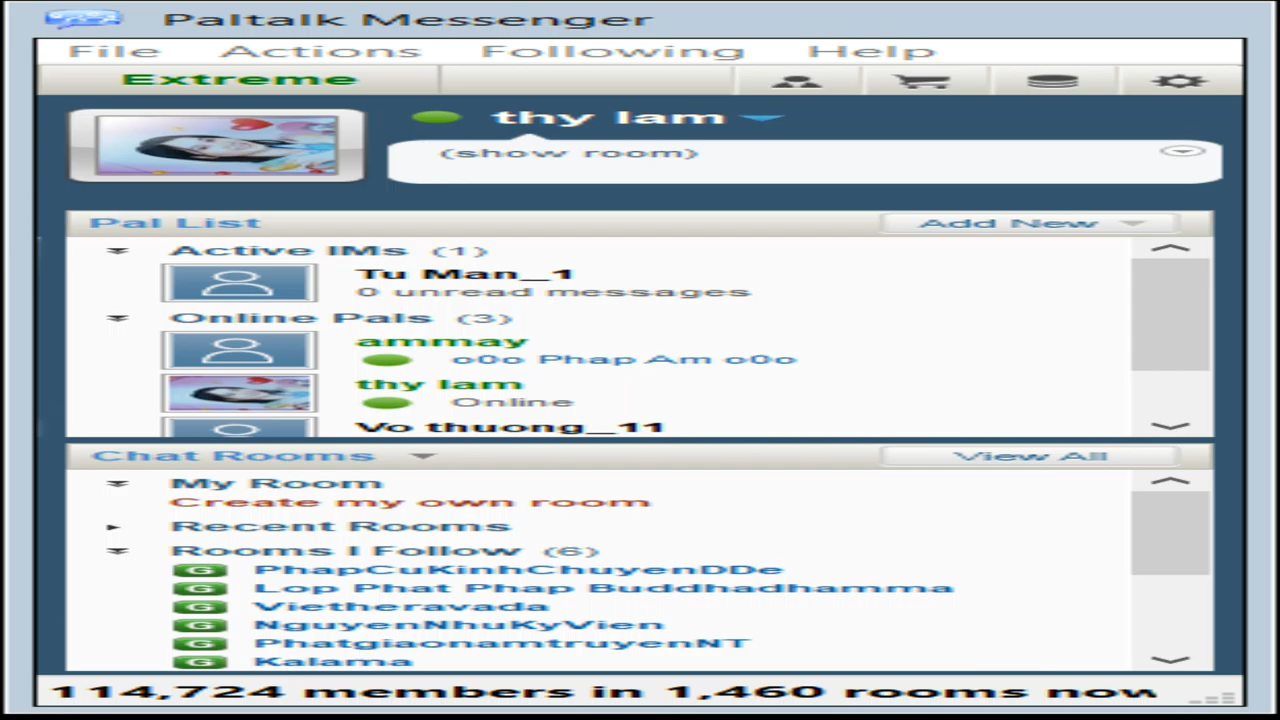 Paltalk Messenger
File Actions Following Help
Extreme
thy lam
(show room)
Pal List Add New
Active IMs (1)
Tu Man_1
0 unread messages
Online Pals (3)
ammay
o0o Phap Am o0o
thy lam
Online
Vo thuong_11
Chat Rooms View All
My Room
Create my own room
Recent Rooms
Rooms I Follow (6)
G PhapCuKinhChuyenDDe
G Lop Phat Phap Buddhadhamma
G Vietheravada
G NguyenNhuKyVien
G PhatgiaonamtruyenNT
G Kalama
114,724 members in 1,460 rooms now